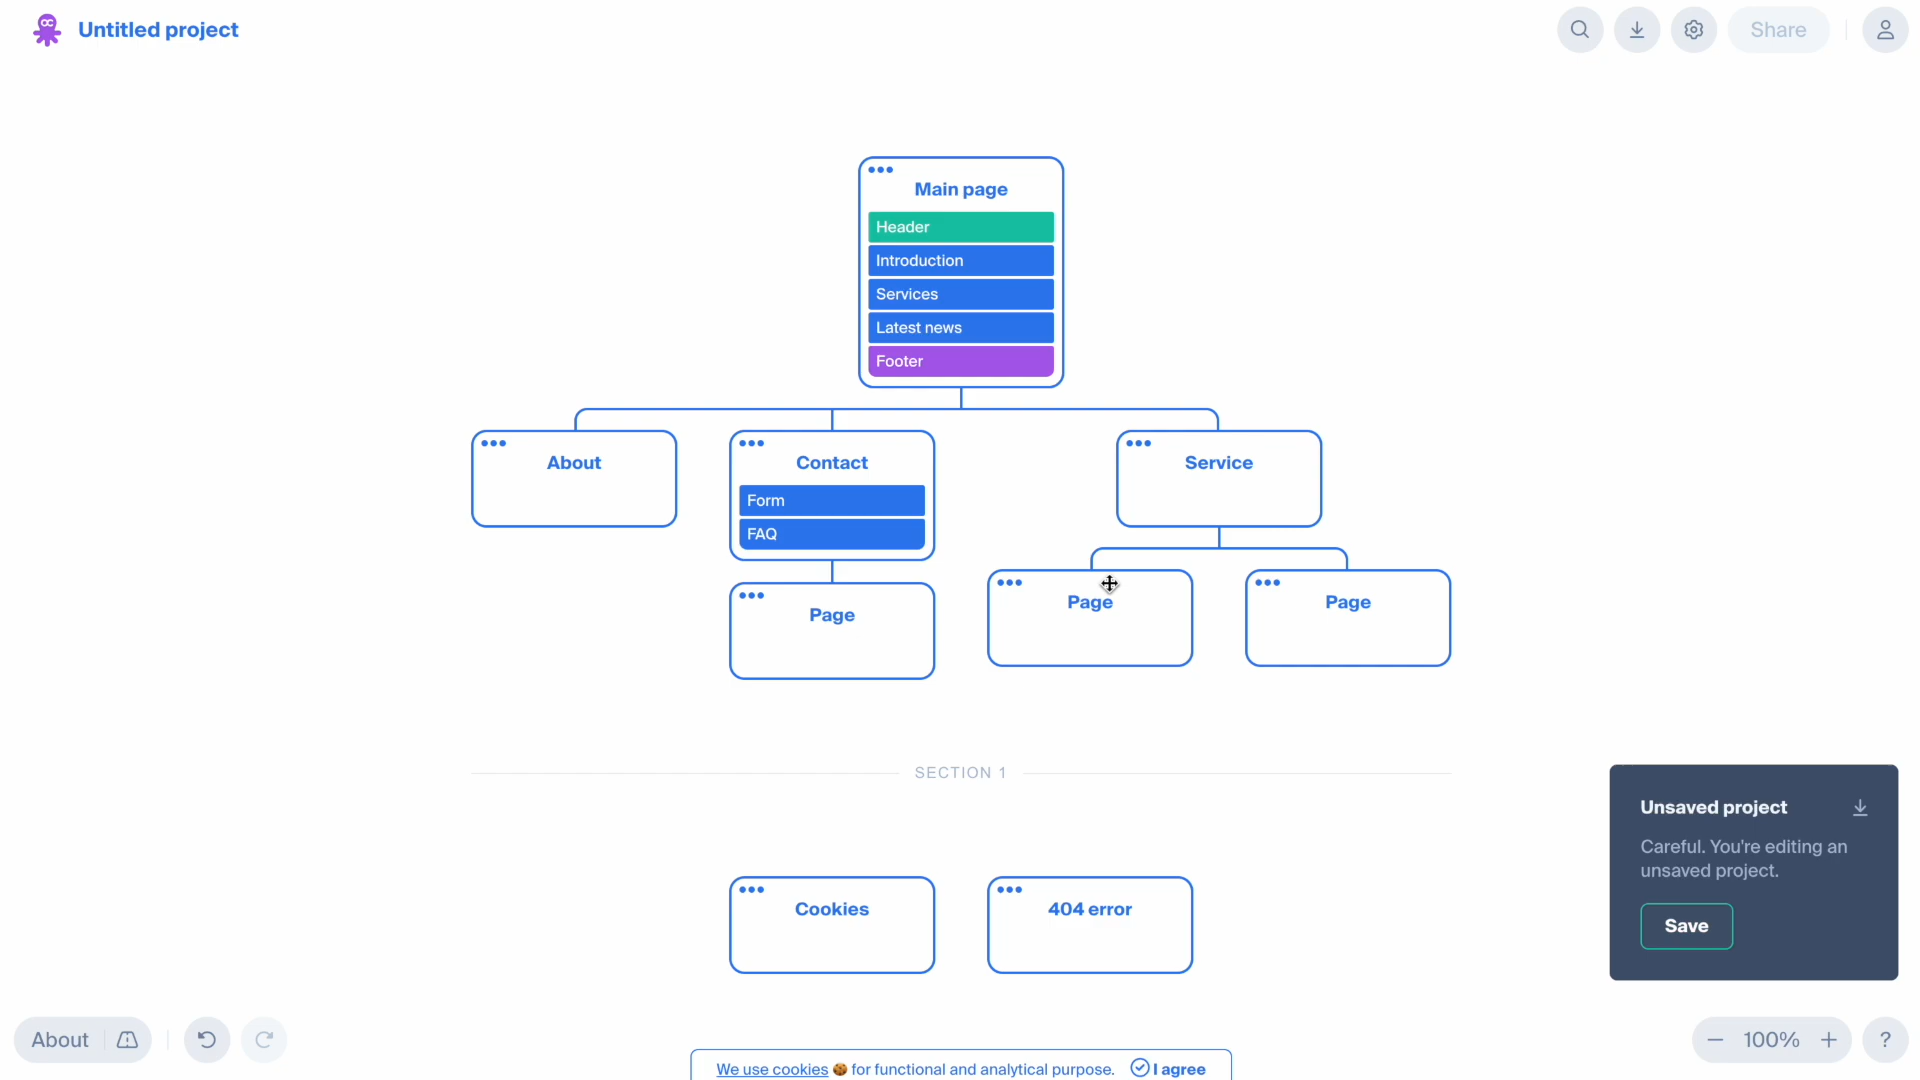 Untitled project
Share
Main page
Header
Introduction
Services
Latest news
Footer
About
Contact
Form
FAQ
Service
Page
Page
Page
SECTION 1
Cookies
404 error
Unsaved project
Careful. You're editing an
unsaved project.
Save
About
100%
?
We use cookies 🍪 for functional and analytical purpose. I agree